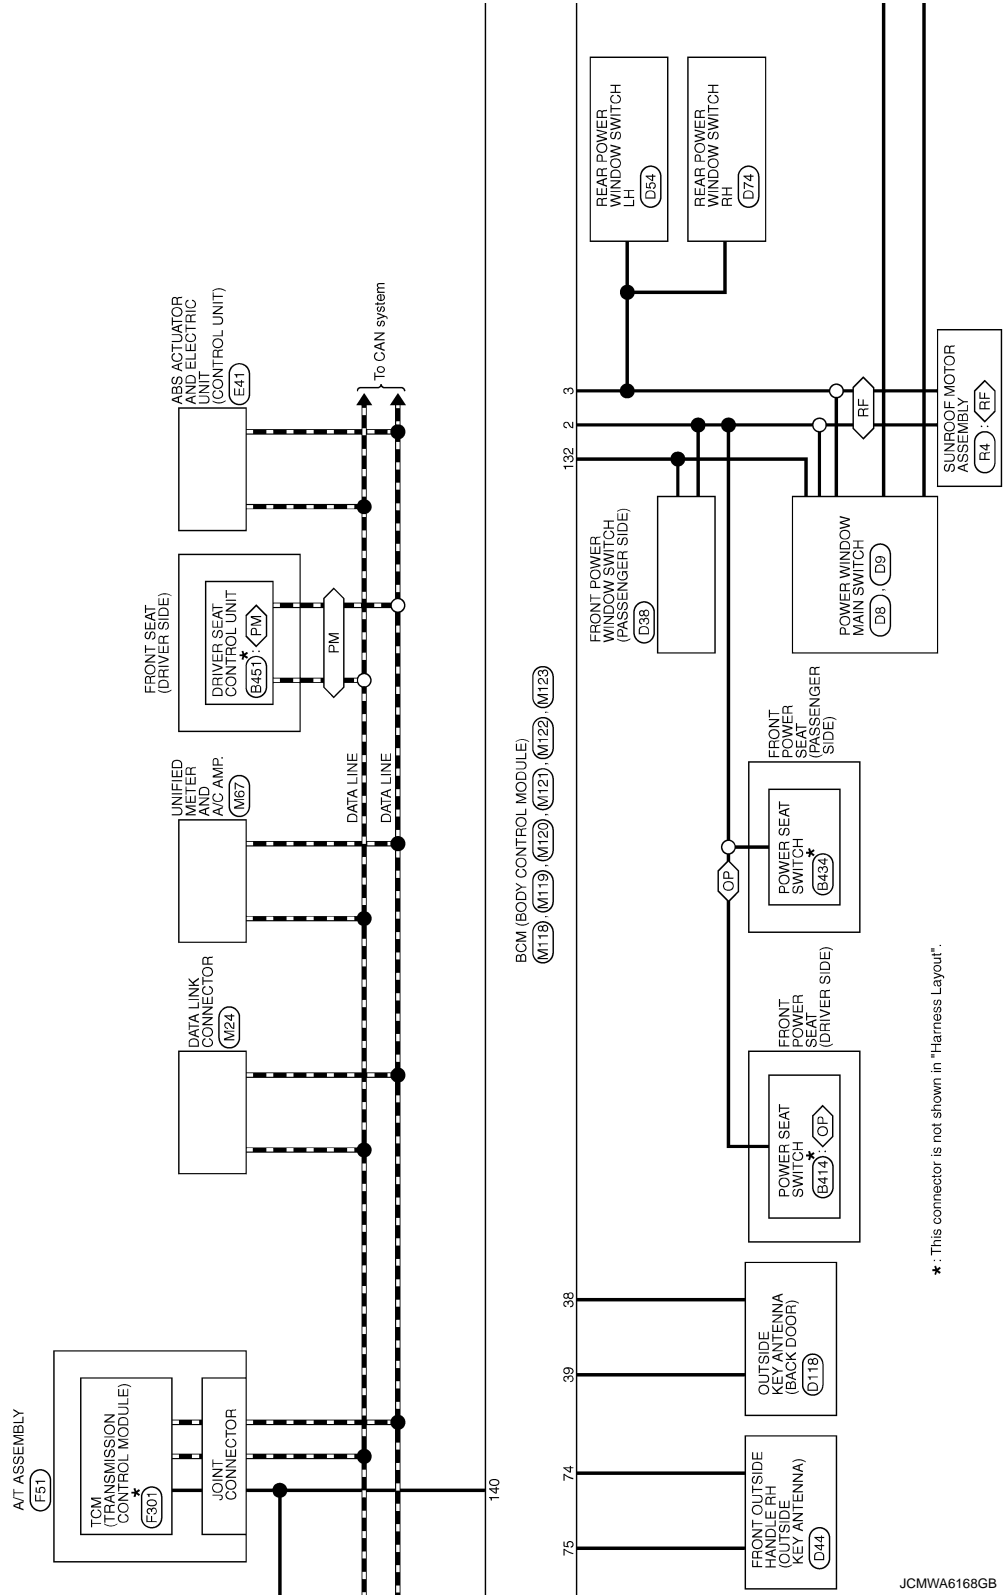 A/T ASSEMBLY
F51
TCM
(TRANSMISSION
CONTROL MODULE)
*
F301
JOINT
CONNECTOR
140
DATA LINK
CONNECTOR
M24
UNIFIED
METER
AND
A/C AMP.
M67
DATA LINE
DATA LINE
FRONT SEAT
(DRIVER SIDE)
DRIVER SEAT
CONTROL UNIT
*
B451 : PM
PM
ABS ACTUATOR
AND ELECTRIC
UNIT
(CONTROL UNIT)
E41
To CAN system
BCM (BODY CONTROL MODULE)
M118 , M119 , M120 , M121 , M122 , M123
75
74
39
38
132
2
3
FRONT OUTSIDE
HANDLE RH
(OUTSIDE
KEY ANTENNA)
D44
OUTSIDE
KEY ANTENNA
(BACK DOOR)
D118
FRONT
POWER
SEAT
(DRIVER SIDE)
POWER SEAT
SWITCH
*
B414 : OP
OP
FRONT
POWER
SEAT
(PASSENGER
SIDE)
POWER SEAT
SWITCH
*
B434
FRONT POWER
WINDOW SWITCH
(PASSENGER SIDE)
D38
POWER WINDOW
MAIN SWITCH
D8 , D9
RF
SUNROOF MOTOR
ASSEMBLY
R4 : RF
REAR POWER
WINDOW SWITCH
LH
D54
REAR POWER
WINDOW SWITCH
RH
D74
* : This connector is not shown in "Harness Layout".
JCMWA6168GB